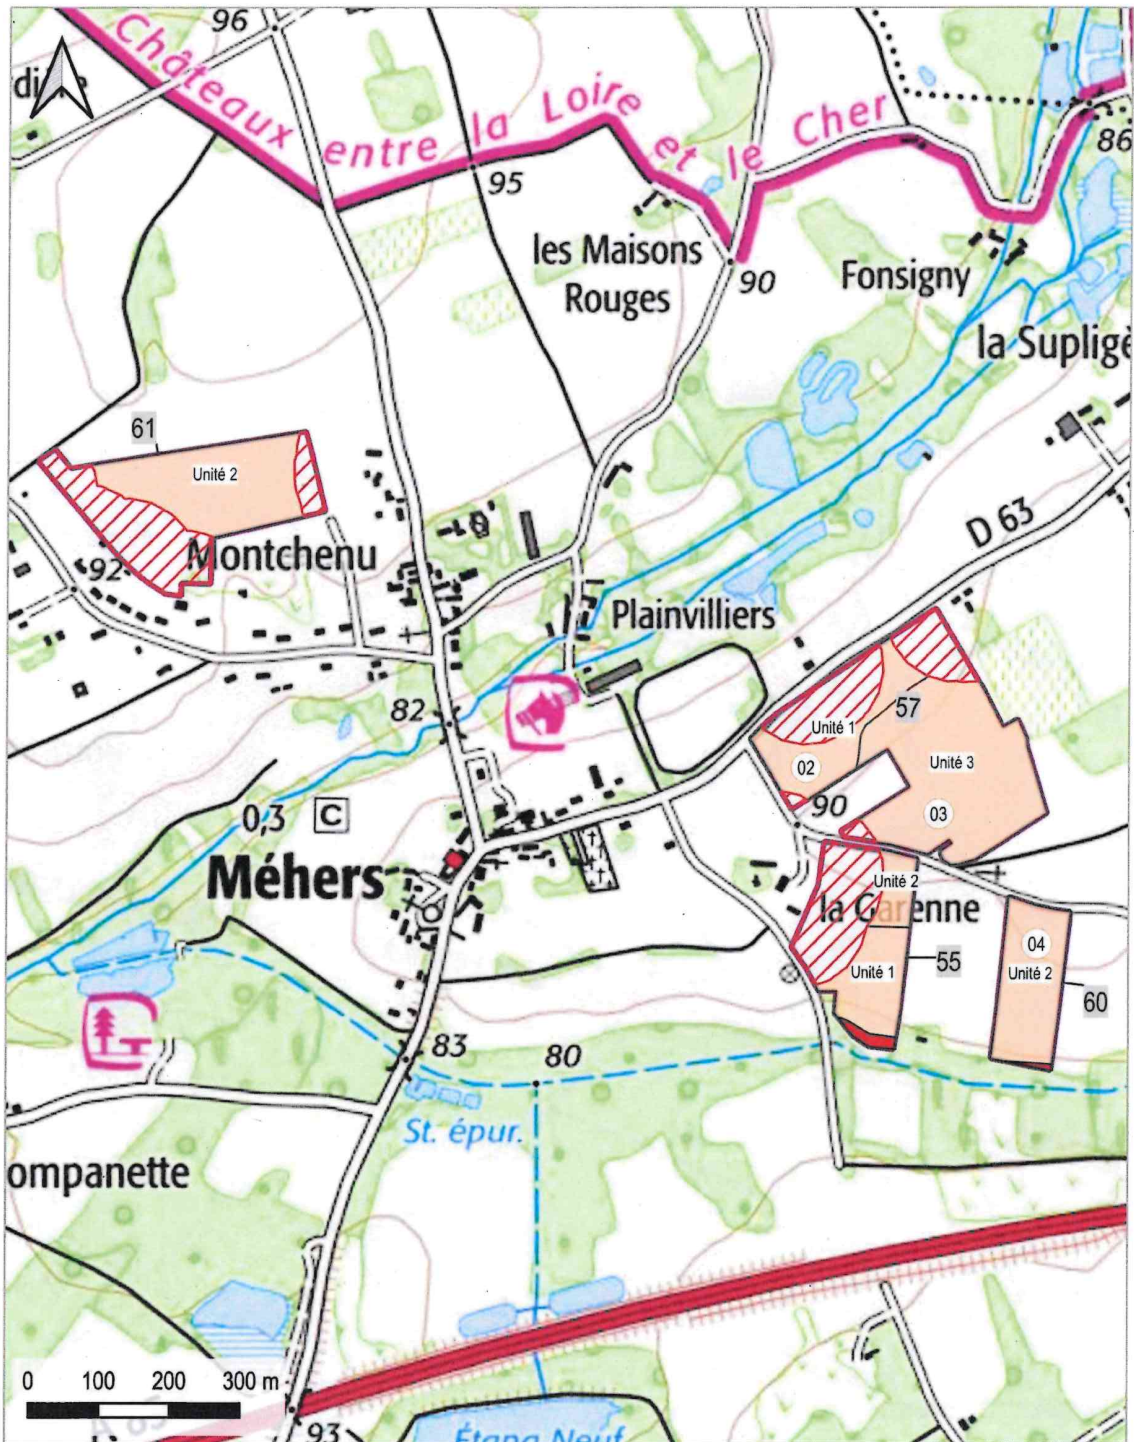 96
Châteaux entre la Loire et le Cher
86
95
les Maisons
Rouges
90
Fonsigny
61
Unité 2
D 63
Montchenu
92
Plainvilliers
82
57
Unité 1
02
Unité 3
90
03
0,3
C
Méhers
Unité 2
la Garenne
04
Unité 1
55
Unité 2
60
83
80
St. épur.
ompanette
0 100 200 300 m
A 85
93
Étang Neuf